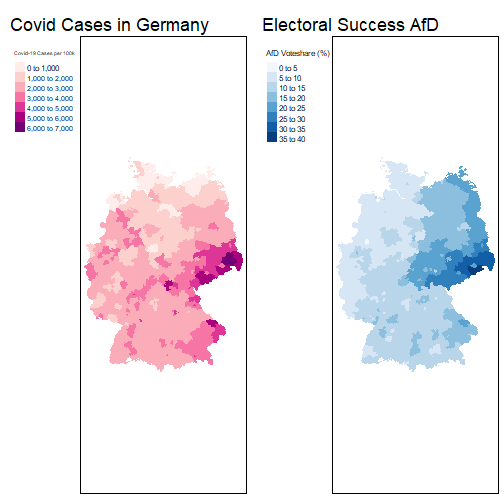 Covid Cases in Germany
Covid-19 Cases per 100k
0 to 1,000
1,000 to 2,000
2,000 to 3,000
3,000 to 4,000
4,000 to 5,000
5,000 to 6,000
6,000 to 7,000
Electoral Success AfD
AfD Voteshare (%)
0 to 5
5 to 10
10 to 15
15 to 20
20 to 25
25 to 30
30 to 35
35 to 40